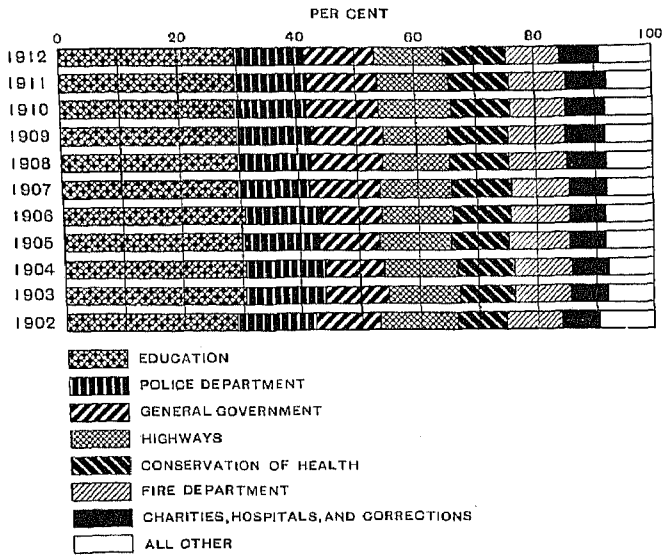 PER CENT
0 20 40 60 80 100
1912
1911
1910
1909
1908
1907
1906
1905
1904
1903
1902
EDUCATION
POLICE DEPARTMENT
GENERAL GOVERNMENT
HIGHWAYS
CONSERVATION OF HEALTH
FIRE DEPARTMENT
CHARITIES, HOSPITALS, AND CORRECTIONS
ALL OTHER